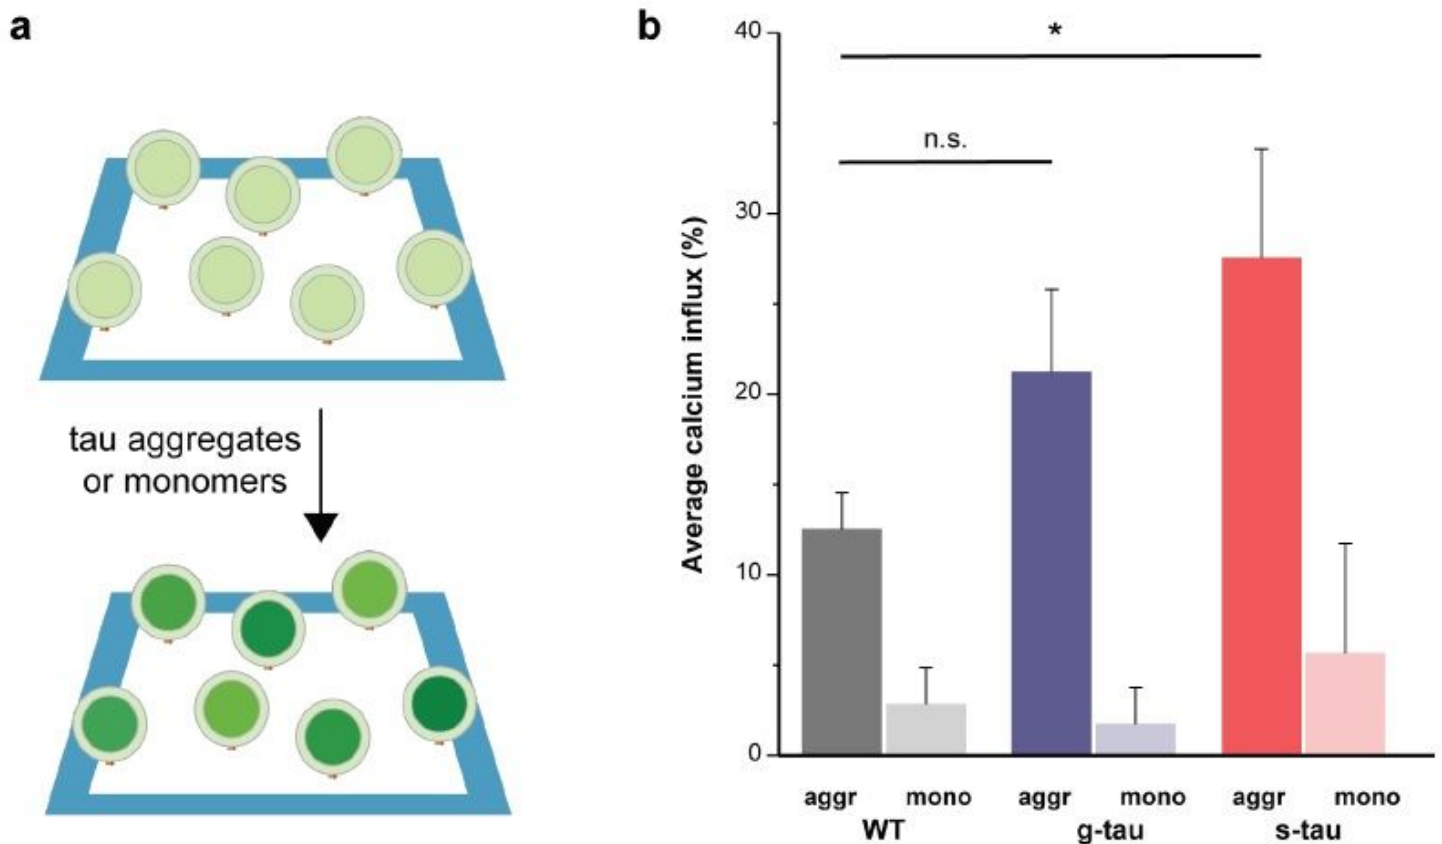 a
tau aggregates
or monomers
b
Average calcium influx (%)
40
30
20
10
0
*
n.s.
aggr mono aggr mono aggr mono
WT g-tau s-tau